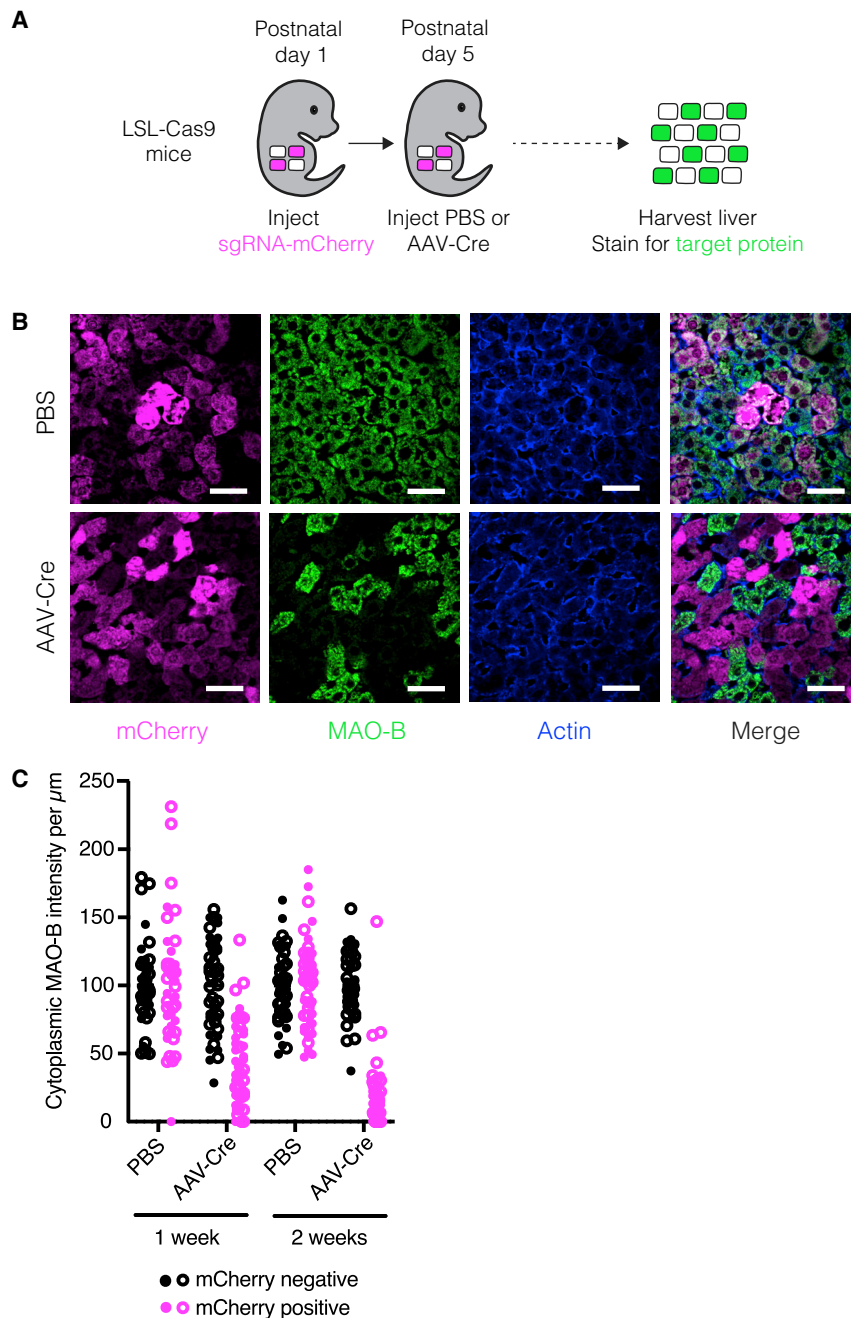 A
Postnatal
day 1
Postnatal
day 5
LSL-Cas9
mice
Inject
sgRNA-mCherry
Inject PBS or
AAV-Cre
Harvest liver
Stain for target protein
B
PBS
AAV-Cre
mCherry
MAO-B
Actin
Merge
C
Cytoplasmic MAO-B intensity per µm
250
200
150
100
50
0
PBS
AAV-Cre
PBS
AAV-Cre
1 week
2 weeks
mCherry negative
mCherry positive